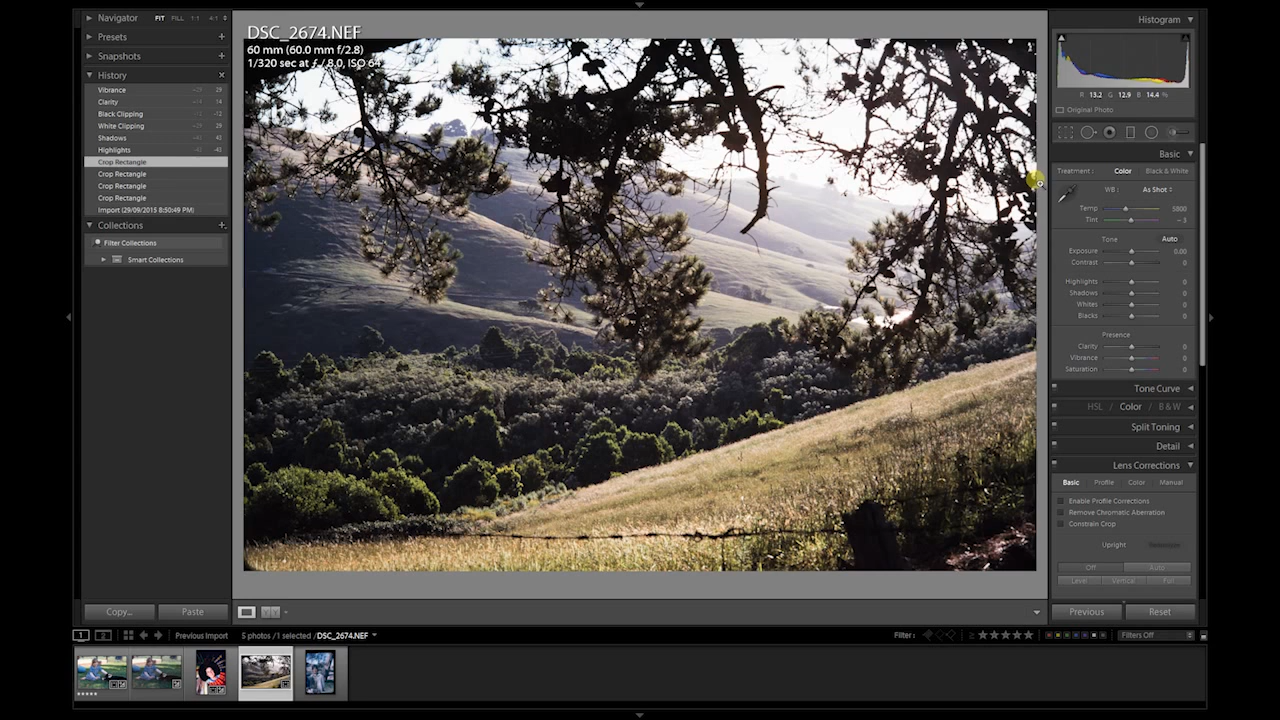 Navigator FIT FILL 1:1 4:1
Presets
Snapshots
History
Vibrance 29
Clarity 14
Black Clipping -12
White Clipping 29
Shadows 42
Highlights -42
Crop Rectangle
Crop Rectangle
Crop Rectangle
Crop Rectangle
Import (29/09/2015 8:50:49 PM)
Collections
Filter Collections
Smart Collections
Copy... Paste
DSC_2674.NEF
60 mm (60.0 mm f/2.8)
1/320 sec at ƒ / 8.0, ISO 64
Histogram
R 13.2 G 12.9 B 14.4 %
Original Photo
Basic
Treatment : Color Black & White
WB : As Shot
Temp 5800
Tint - 3
Tone Auto
Exposure 0.00
Contrast 0
Highlights 0
Shadows 0
Whites 0
Blacks 0
Presence
Clarity 0
Vibrance 0
Saturation 0
Tone Curve
HSL / Color / B & W
Split Toning
Detail
Lens Corrections
Basic Profile Color Manual
Enable Profile Corrections
Remove Chromatic Aberration
Constrain Crop
Upright
Off Auto
Level Vertical Full
Previous Reset
1 2 Previous Import 5 photos / 1 selected / DSC_2674.NEF Filter : Filters Off